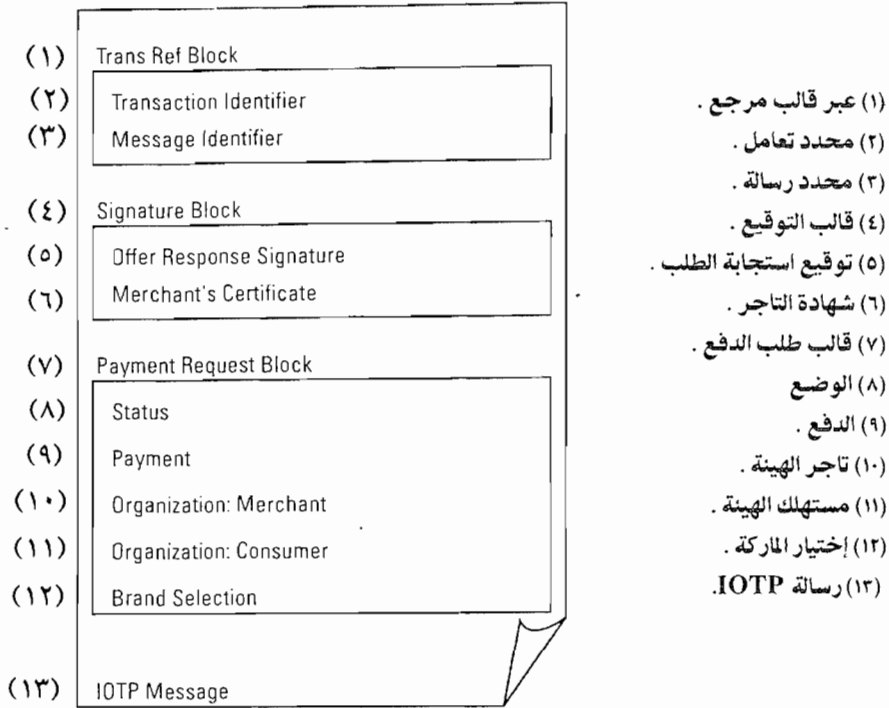 (١) Trans Ref Block
(٢) Transaction Identifier
(٣) Message Identifier
(٤) Signature Block
(٥) Offer Response Signature
(٦) Merchant's Certificate
(٧) Payment Request Block
(٨) Status
(٩) Payment
(١٠) Organization: Merchant
(١١) Organization: Consumer
(١٢) Brand Selection
(١٣) IOTP Message
(١) عبر قالب مرجع .
(٢) محدد تعامل .
(٣) محدد رسالة .
(٤) قالب التوقيع .
(٥) توقيع استجابة الطلب .
(٦) شهادة التاجر .
(٧) قالب طلب الدفع .
(٨) الوضع
(٩) الدفع .
(١٠) تاجر الهيئة .
(١١) مستهلك الهيئة .
(١٢) إختيار الماركة .
(١٣) رسالة IOTP.